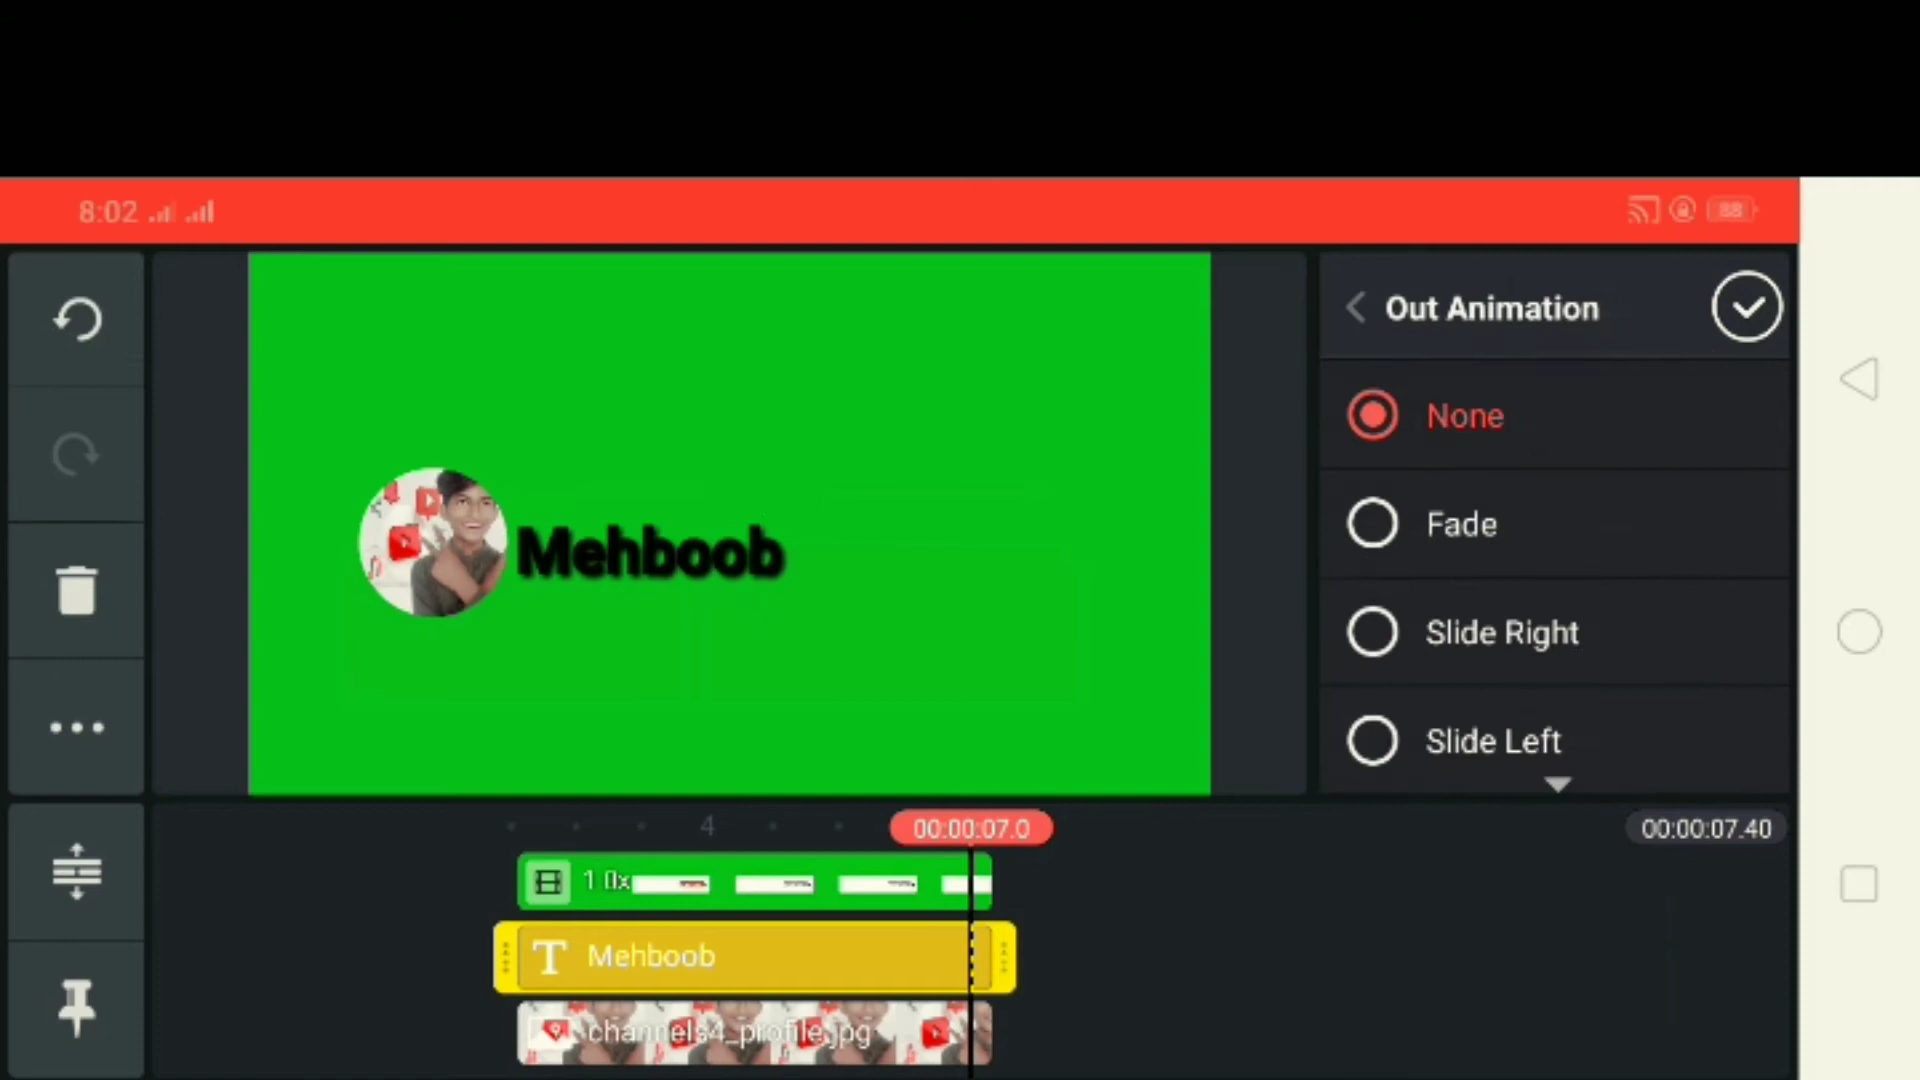 8:02
88
Out Animation
None
Fade
Slide Right
Slide Left
Mehboob
4
00:00:07.0
00:00:07.40
1.0x
T Mehboob
channels4_profile.jpg